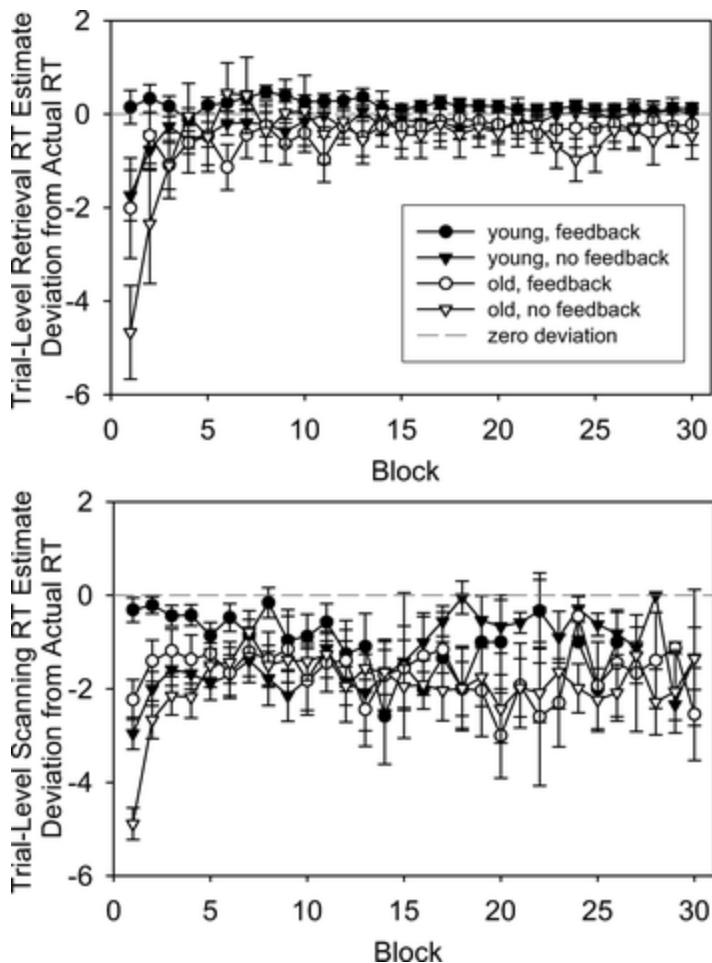 Trial-Level Retrieval RT Estimate
Deviation from Actual RT
2
0
-2
-4
-6
young, feedback
young, no feedback
old, feedback
old, no feedback
zero deviation
0 5 10 15 20 25 30
Block
Trial-Level Scanning RT Estimate
Deviation from Actual RT
2
0
-2
-4
-6
0 5 10 15 20 25 30
Block